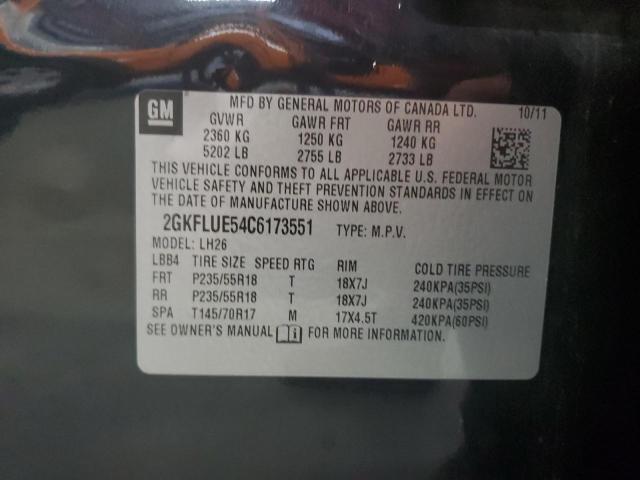 GM
MFD BY GENERAL MOTORS OF CANADA LTD. 10/11
GVWR GAWR FRT GAWR RR
2360 KG 1250 KG 1240 KG
5202 LB 2755 LB 2733 LB
THIS VEHICLE CONFORMS TO ALL APPLICABLE U.S. FEDERAL MOTOR
VEHICLE SAFETY AND THEFT PREVENTION STANDARDS IN EFFECT ON
THE DATE OF MANUFACTURE SHOWN ABOVE.
2GKFLUE54C6173551 TYPE: M.P.V.
MODEL: LH26
LBB4 TIRE SIZE SPEED RTG RIM COLD TIRE PRESSURE
FRT P235/55R18 T 18X7J 240KPA(35PSI)
RR P235/55R18 T 18X7J 240KPA(35PSI)
SPA T145/70R17 M 17X4.5T 420KPA(60PSI)
SEE OWNER'S MANUAL i FOR MORE INFORMATION.